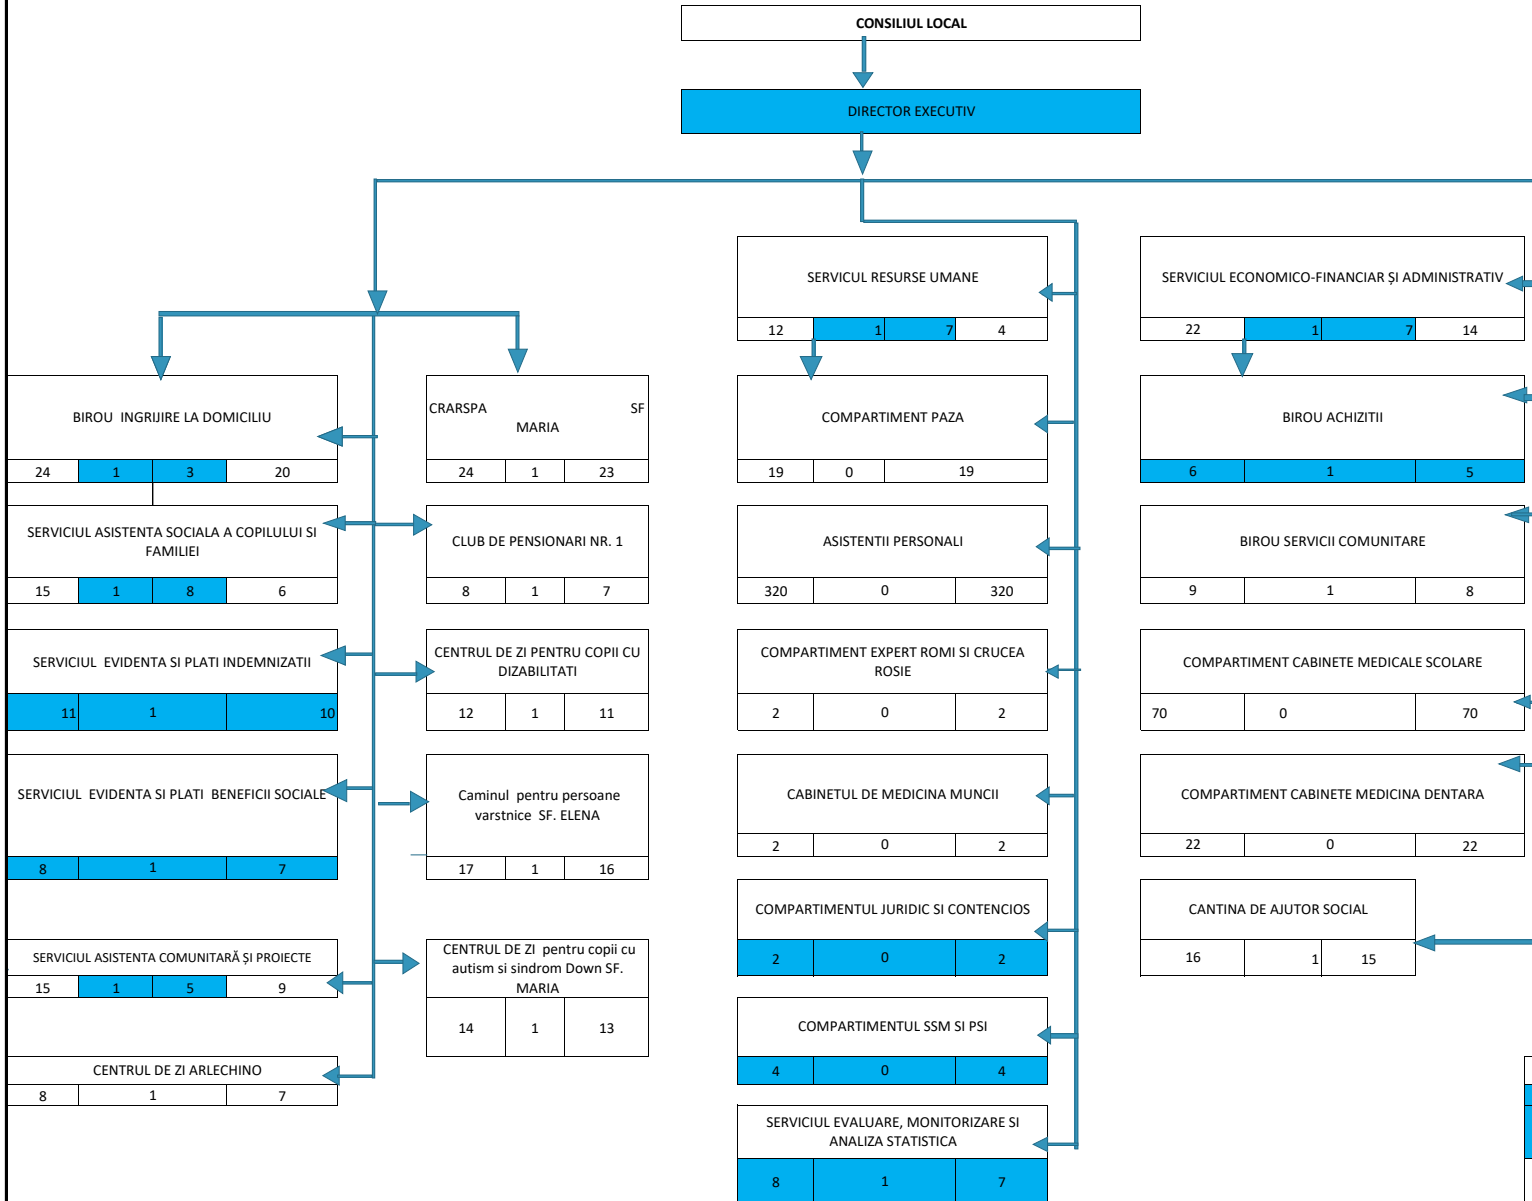 CONSILIUL LOCAL
DIRECTOR EXECUTIV
SERVICUL RESURSE UMANE
12 1 7 4
SERVICIUL ECONOMICO-FINANCIAR ȘI ADMINISTRATIV
22 1 7 14
BIROU INGRIJIRE LA DOMICILIU
24 1 3 20
CRARSPA SF
MARIA
24 1 23
COMPARTIMENT PAZA
19 0 19
BIROU ACHIZITII
6 1 5
SERVICIUL ASISTENTA SOCIALA A COPILULUI SI
FAMILIEI
15 1 8 6
CLUB DE PENSIONARI NR. 1
8 1 7
ASISTENTII PERSONALI
320 0 320
BIROU SERVICII COMUNITARE
9 1 8
SERVICIUL EVIDENTA SI PLATI INDEMNIZATII
11 1 10
CENTRUL DE ZI PENTRU COPII CU
DIZABILITATI
12 1 11
COMPARTIMENT EXPERT ROMI SI CRUCEA
ROSIE
2 0 2
COMPARTIMENT CABINETE MEDICALE SCOLARE
70 0 70
SERVICIUL EVIDENTA SI PLATI BENEFICII SOCIALE
8 1 7
Caminul pentru persoane
varstnice SF. ELENA
17 1 16
CABINETUL DE MEDICINA MUNCII
2 0 2
COMPARTIMENT CABINETE MEDICINA DENTARA
22 0 22
SERVICIUL ASISTENTA COMUNITARĂ ȘI PROIECTE
15 1 5 9
CENTRUL DE ZI pentru copii cu
autism si sindrom Down SF.
MARIA
14 1 13
COMPARTIMENTUL JURIDIC SI CONTENCIOS
2 0 2
CANTINA DE AJUTOR SOCIAL
16 1 15
CENTRUL DE ZI ARLECHINO
8 1 7
COMPARTIMENTUL SSM SI PSI
4 0 4
SERVICIUL EVALUARE, MONITORIZARE SI
ANALIZA STATISTICA
8 1 7